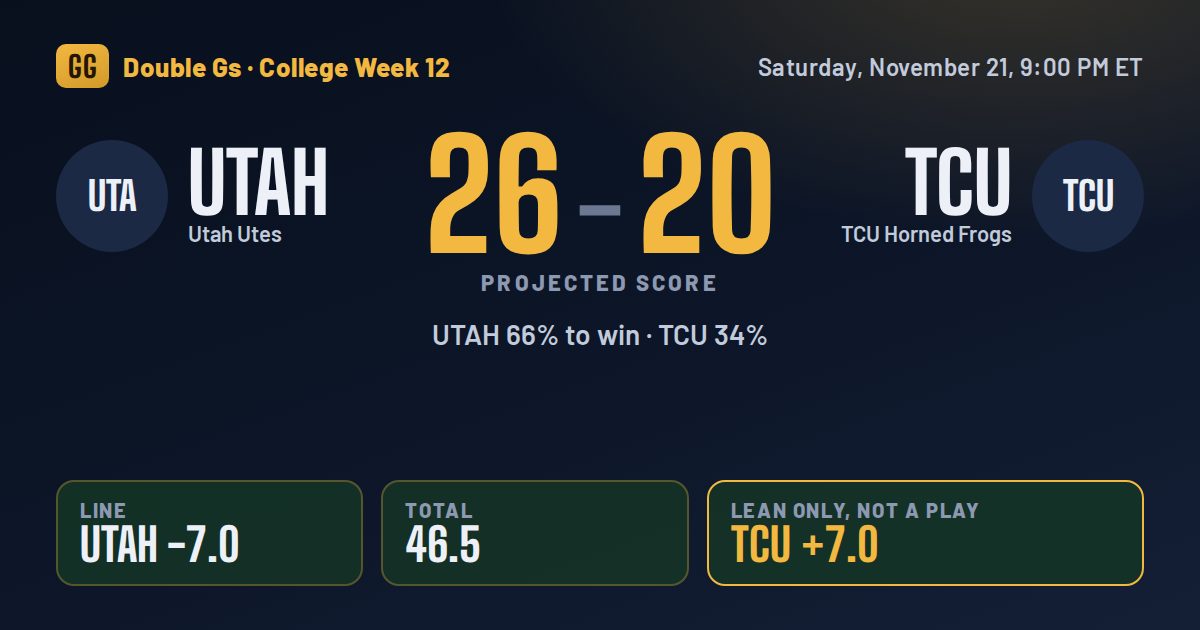 GG Double Gs · College Week 12
Saturday, November 21, 9:00 PM ET
UTA
UTAH
Utah Utes
26 – 20
PROJECTED SCORE
UTAH 66% to win · TCU 34%
TCU
TCU Horned Frogs
TCU
LINE
UTAH −7.0
TOTAL
46.5
LEAN ONLY, NOT A PLAY
TCU +7.0